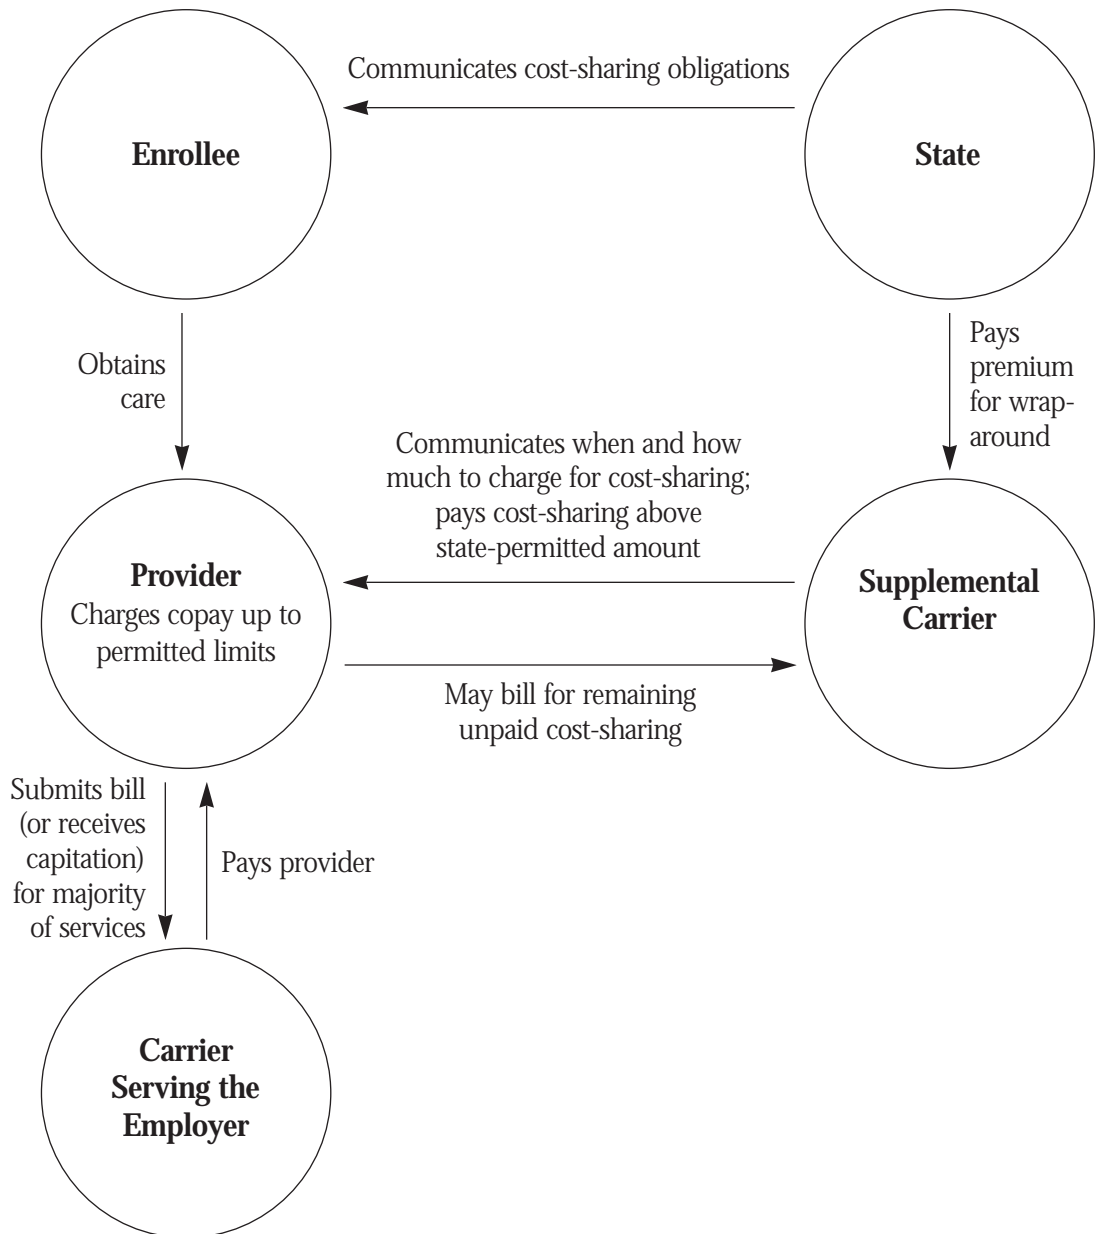 Communicates cost-sharing obligations
Enrollee
State
Obtains
care
Pays
premium
for wrap-
around
Communicates when and how
much to charge for cost-sharing;
pays cost-sharing above
state-permitted amount
Provider
Charges copay up to
permitted limits
Supplemental
Carrier
May bill for remaining
unpaid cost-sharing
Submits bill
(or receives
capitation)
for majority
of services
Pays provider
Carrier
Serving the
Employer